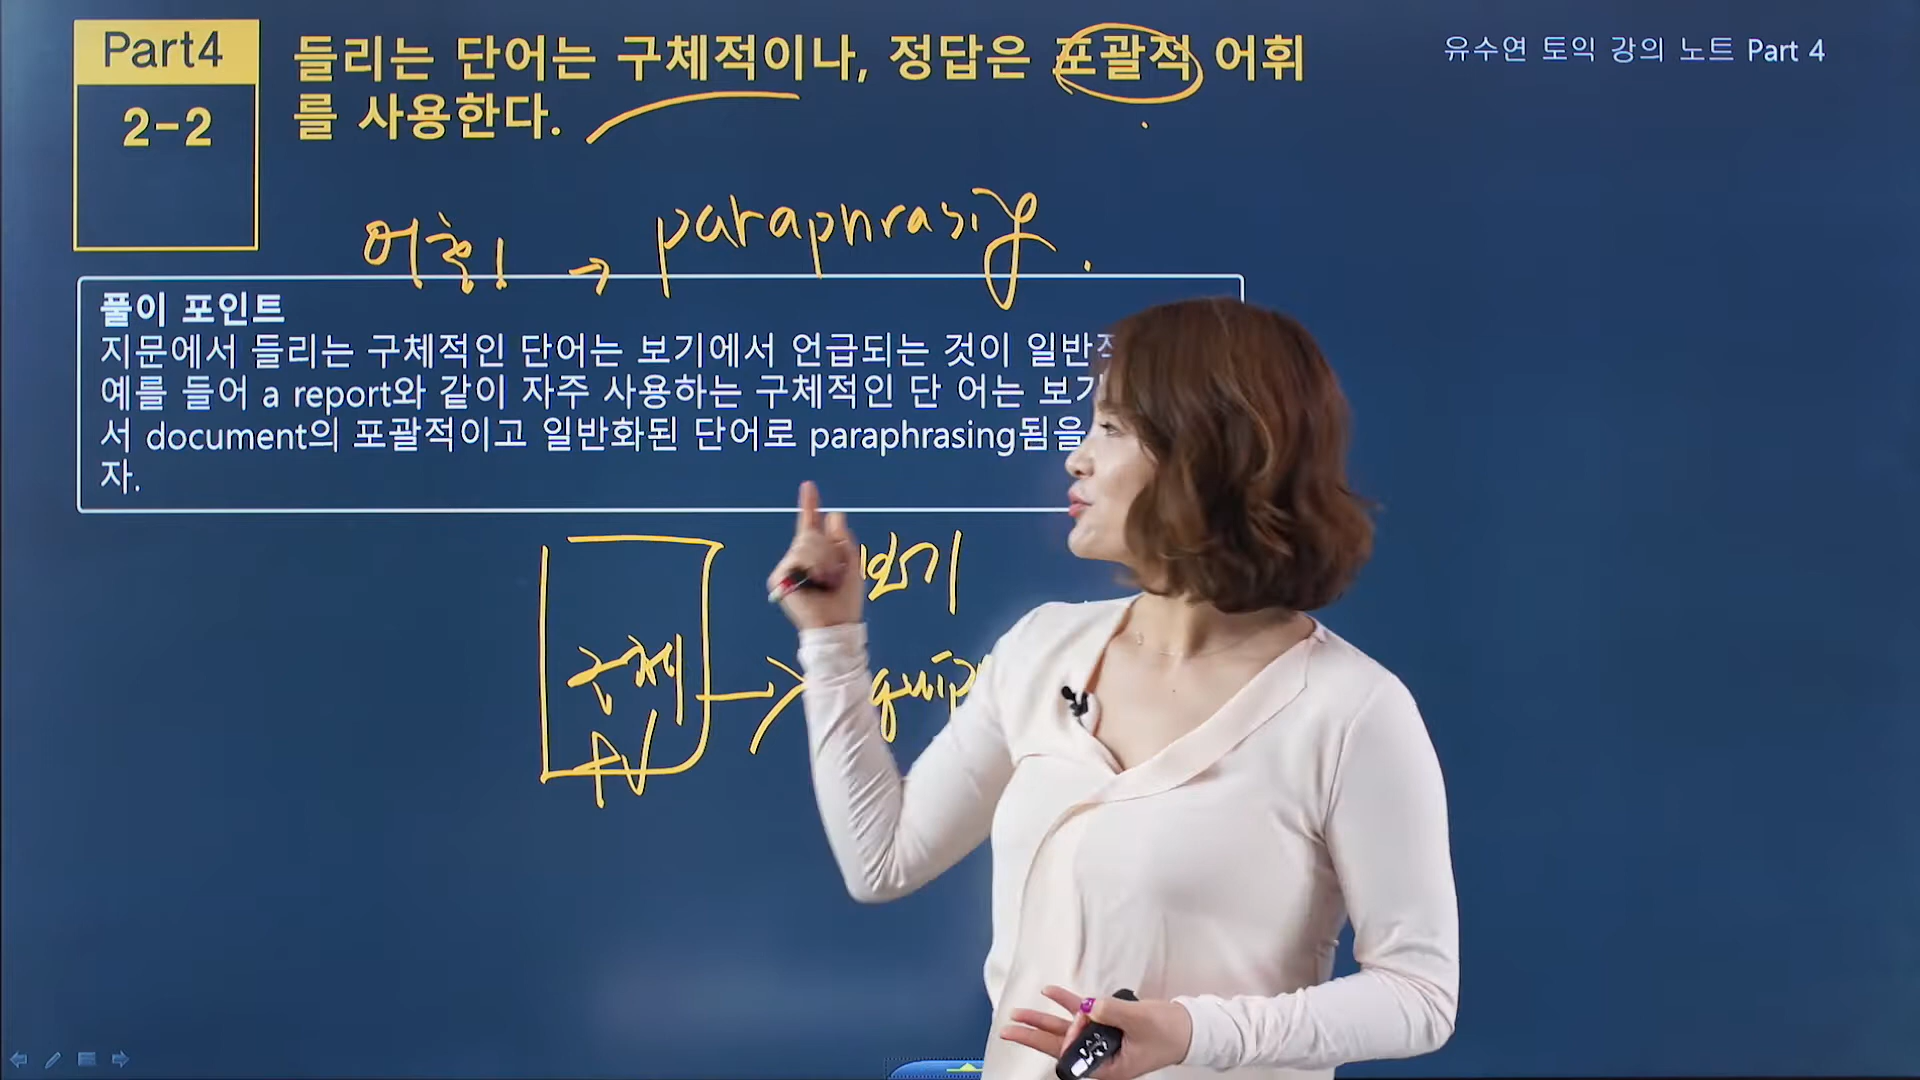 Part4
2-2
들리는 단어는 구체적이나, 정답은 포괄적 어휘
를 사용한다.
유수연 토익 강의 노트 Part 4
어휘! → paraphrasing.
풀이 포인트
지문에서 들리는 구체적인 단어는 보기에서 언급되는 것이 일반적
예를 들어 a report와 같이 자주 사용하는 구체적인 단 어는 보기
서 document의 포괄적이고 일반화된 단어로 paraphrasing됨을
자.
보기
구체
TV